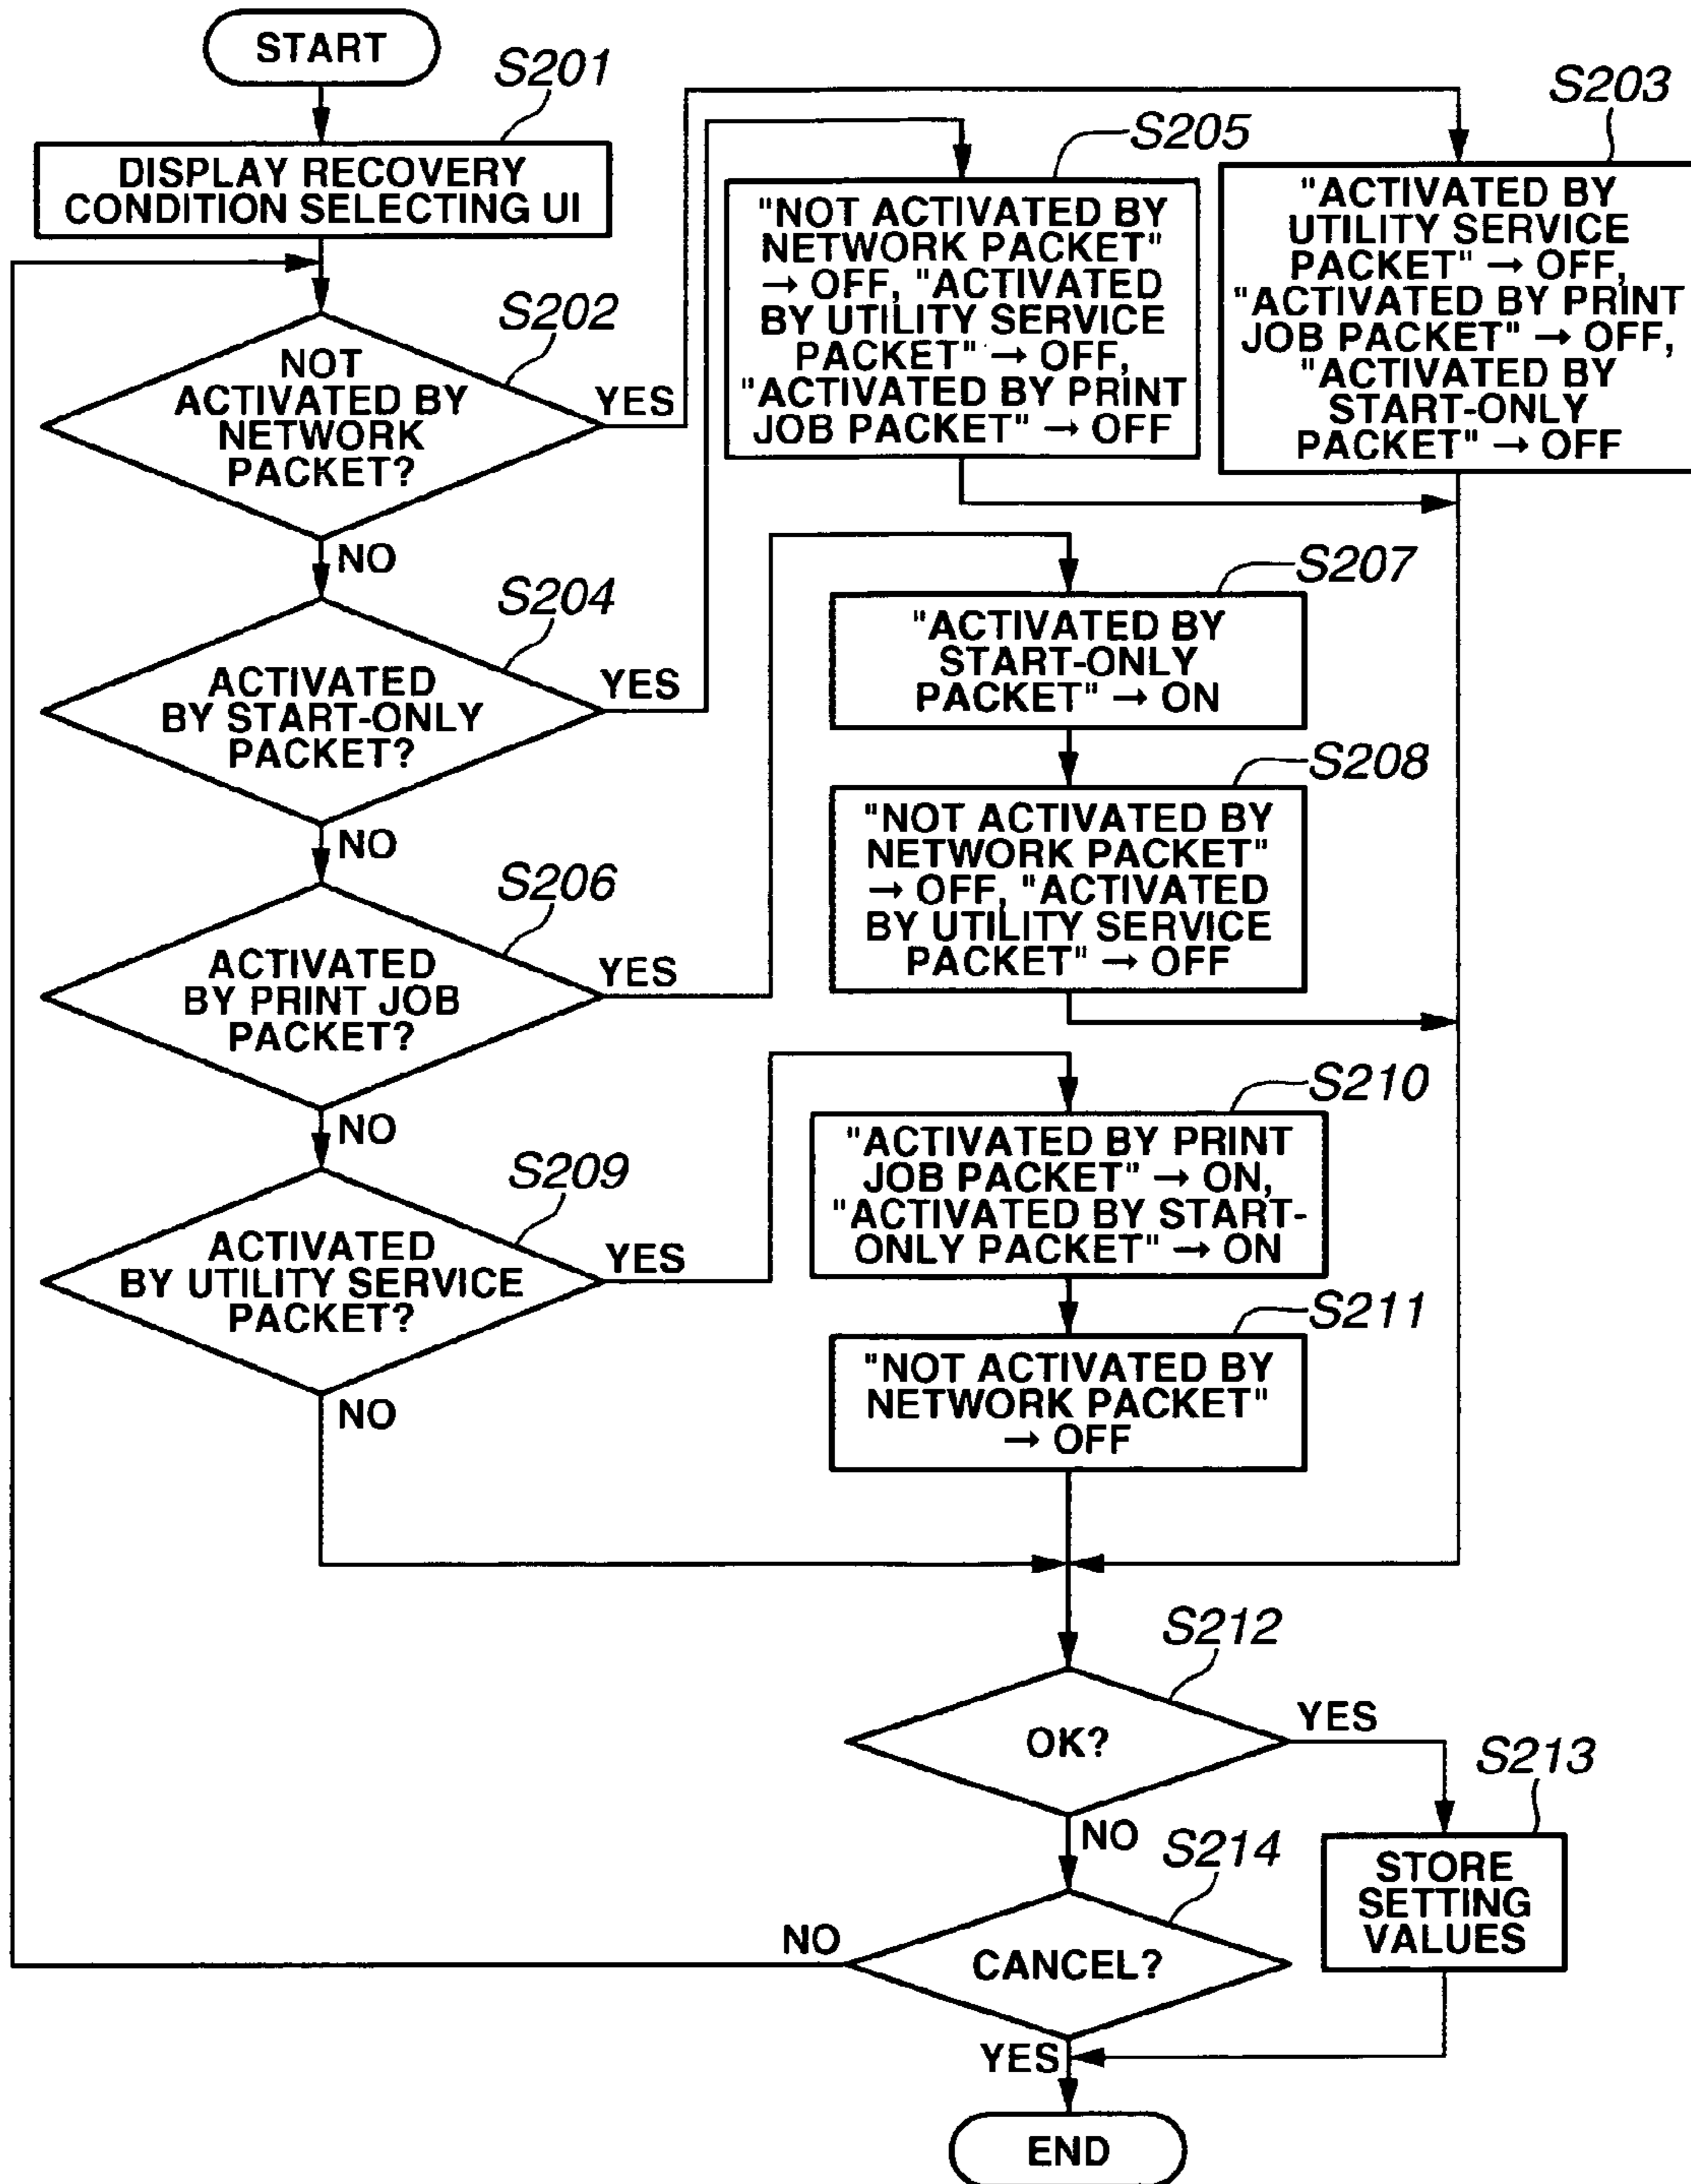 START
S201
DISPLAY RECOVERY
CONDITION SELECTING UI
S202
NOT
ACTIVATED BY
NETWORK
PACKET?
YES
NO
S203
"ACTIVATED BY
UTILITY SERVICE
PACKET" → OFF,
"ACTIVATED BY PRINT
JOB PACKET" → OFF,
"ACTIVATED BY
START-ONLY
PACKET" → OFF
S204
ACTIVATED
BY START-ONLY
PACKET?
YES
NO
S205
"NOT ACTIVATED BY
NETWORK PACKET"
→ OFF, "ACTIVATED
BY UTILITY SERVICE
PACKET" → OFF,
"ACTIVATED BY PRINT
JOB PACKET" → OFF
S206
ACTIVATED
BY PRINT JOB
PACKET?
YES
NO
S207
"ACTIVATED BY
START-ONLY
PACKET" → ON
S208
"NOT ACTIVATED BY
NETWORK PACKET"
→ OFF, "ACTIVATED
BY UTILITY SERVICE
PACKET" → OFF
S209
ACTIVATED
BY UTILITY SERVICE
PACKET?
YES
NO
S210
"ACTIVATED BY PRINT
JOB PACKET" → ON,
"ACTIVATED BY START-
ONLY PACKET" → ON
S211
"NOT ACTIVATED BY
NETWORK PACKET"
→ OFF
S212
OK?
YES
NO
S213
STORE
SETTING
VALUES
S214
CANCEL?
NO
YES
END